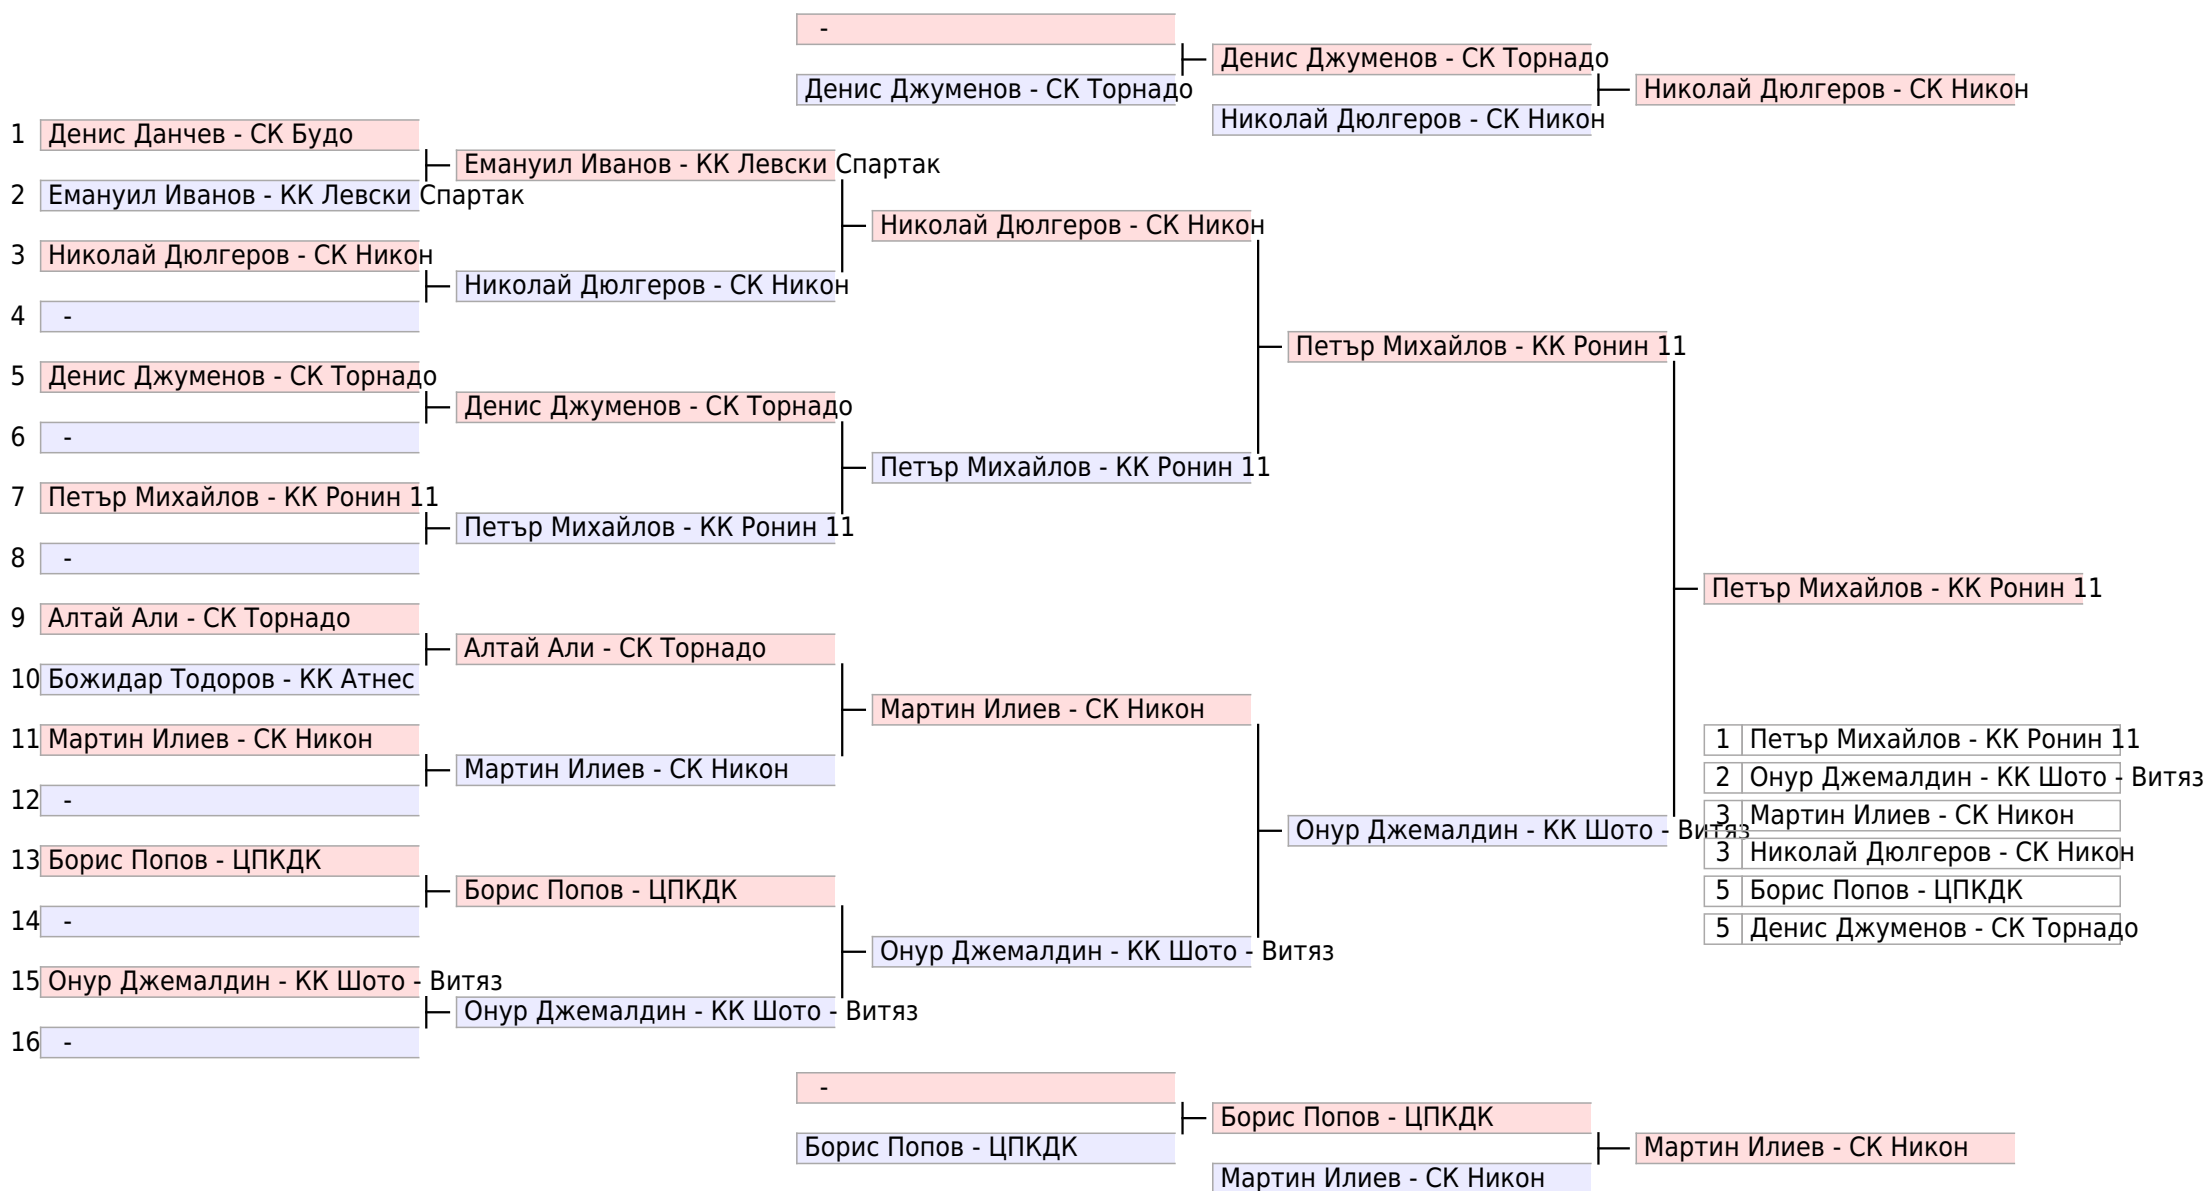 -
Денис Джуменов - СК Торнадо
Денис Джуменов - СК Торнадо
Николай Дюлгеров - СК Никон
Николай Дюлгеров - СК Никон
1 Денис Данчев - СК Будо
Емануил Иванов - КК Левски Спартак
2 Емануил Иванов - КК Левски Спартак
Николай Дюлгеров - СК Никон
3 Николай Дюлгеров - СК Никон
Николай Дюлгеров - СК Никон
4 -
Петър Михайлов - КК Ронин 11
5 Денис Джуменов - СК Торнадо
Денис Джуменов - СК Торнадо
6 -
Петър Михайлов - КК Ронин 11
7 Петър Михайлов - КК Ронин 11
Петър Михайлов - КК Ронин 11
8 -
Петър Михайлов - КК Ронин 11
9 Алтай Али - СК Торнадо
Алтай Али - СК Торнадо
10 Божидар Тодоров - КК Атнес
Мартин Илиев - СК Никон
11 Мартин Илиев - СК Никон
Мартин Илиев - СК Никон
12 -
Онур Джемалдин - КК Шото - Витяз
13 Борис Попов - ЦПКДК
Борис Попов - ЦПКДК
14 -
Онур Джемалдин - КК Шото - Витяз
15 Онур Джемалдин - КК Шото - Витяз
Онур Джемалдин - КК Шото - Витяз
16 -
1 Петър Михайлов - КК Ронин 11
2 Онур Джемалдин - КК Шото - Витяз
3 Мартин Илиев - СК Никон
3 Николай Дюлгеров - СК Никон
5 Борис Попов - ЦПКДК
5 Денис Джуменов - СК Торнадо
-
Борис Попов - ЦПКДК
Борис Попов - ЦПКДК
Мартин Илиев - СК Никон
Мартин Илиев - СК Никон